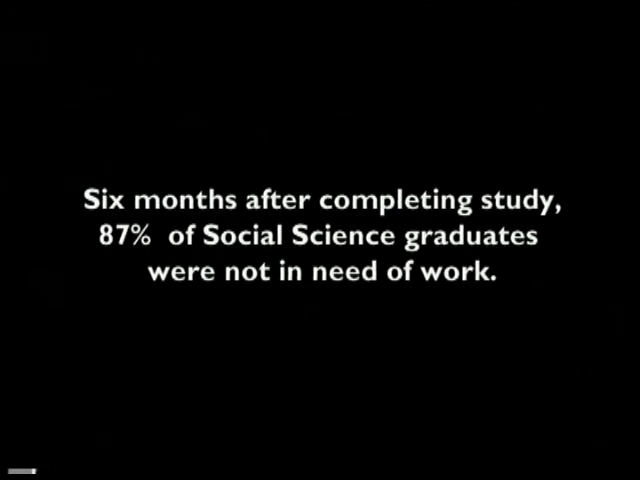 Six months after completing study,
87% of Social Science graduates
were not in need of work.